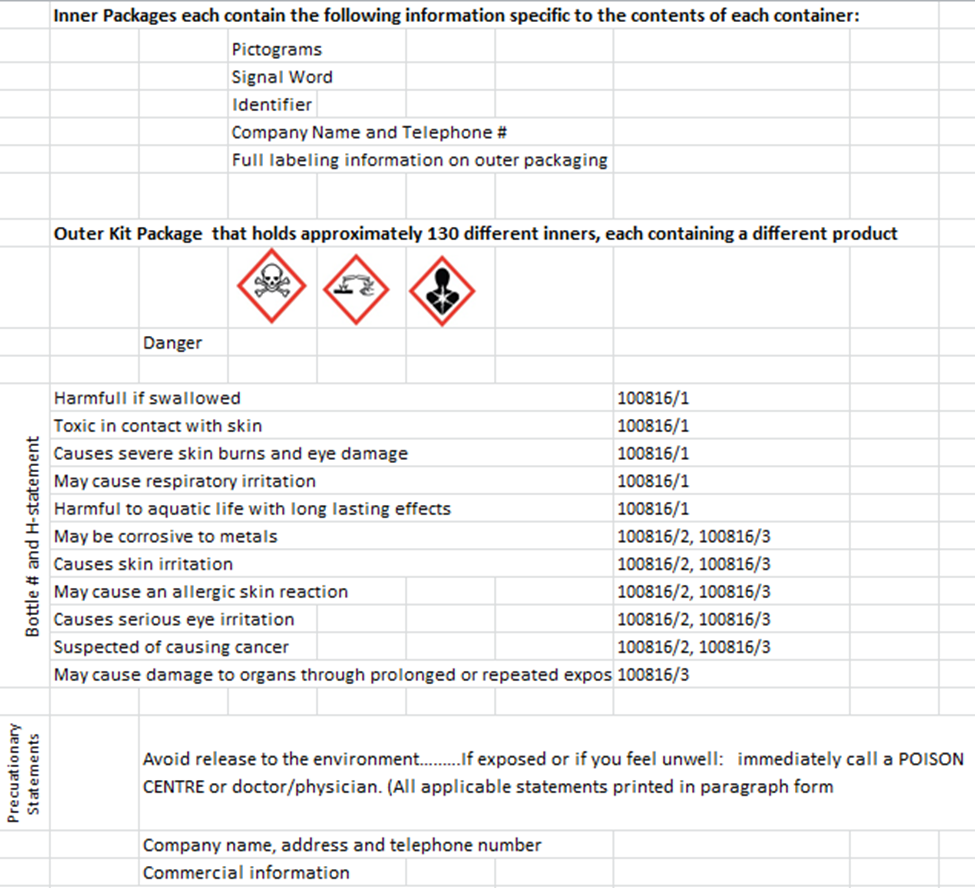 Inner Packages each contain the following information specific to the contents of each container:
Pictograms
Signal Word
Identifier
Company Name and Telephone #
Full labeling information on outer packaging
Outer Kit Package  that holds approximately 130 different inners, each containing a different product
Danger
Bottle # and H-statement
Harmfull if swallowed 100816/1
Toxic in contact with skin 100816/1
Causes severe skin burns and eye damage 100816/1
May cause respiratory irritation 100816/1
Harmful to aquatic life with long lasting effects 100816/1
May be corrosive to metals 100816/2, 100816/3
Causes skin irritation 100816/2, 100816/3
May cause an allergic skin reaction 100816/2, 100816/3
Causes serious eye irritation 100816/2, 100816/3
Suspected of causing cancer 100816/2, 100816/3
May cause damage to organs through prolonged or repeated expos 100816/3
Precuationary
Statements
Avoid release to the environment.........If exposed or if you feel unwell:   immediately call a POISON
CENTRE or doctor/physician. (All applicable statements printed in paragraph form
Company name, address and telephone number
Commercial information